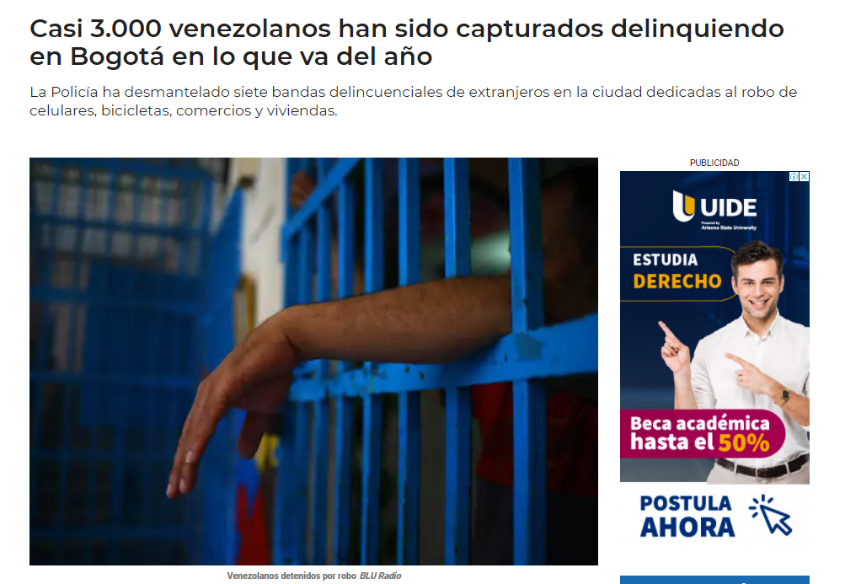 Casi 3.000 venezolanos han sido capturados delinquiendo
en Bogotá en lo que va del año
La Policía ha desmantelado siete bandas delincuenciales de extranjeros en la ciudad dedicadas al robo de
celulares, bicicletas, comercios y viviendas.
PUBLICIDAD
UIDE
Powered by
Arizona State University
ESTUDIA
DERECHO
Beca académica
hasta el 50%
POSTULA
AHORA
Venezolanos detenidos por robo BLU Radio